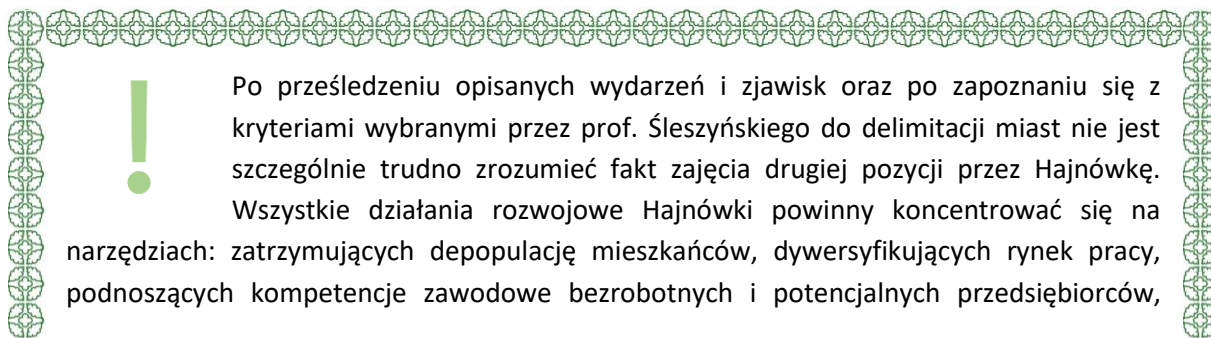 !
Po prześledzeniu opisanych wydarzeń i zjawisk oraz po zapoznaniu się z
kryteriami wybranymi przez prof. Śleszyńskiego do delimitacji miast nie jest
szczególnie trudno zrozumieć fakt zajęcia drugiej pozycji przez Hajnówkę.
Wszystkie działania rozwojowe Hajnówki powinny koncentrować się na
narzędziach: zatrzymujących depopulację mieszkańców, dywersyfikujących rynek pracy,
podnoszących kompetencje zawodowe bezrobotnych i potencjalnych przedsiębiorców,